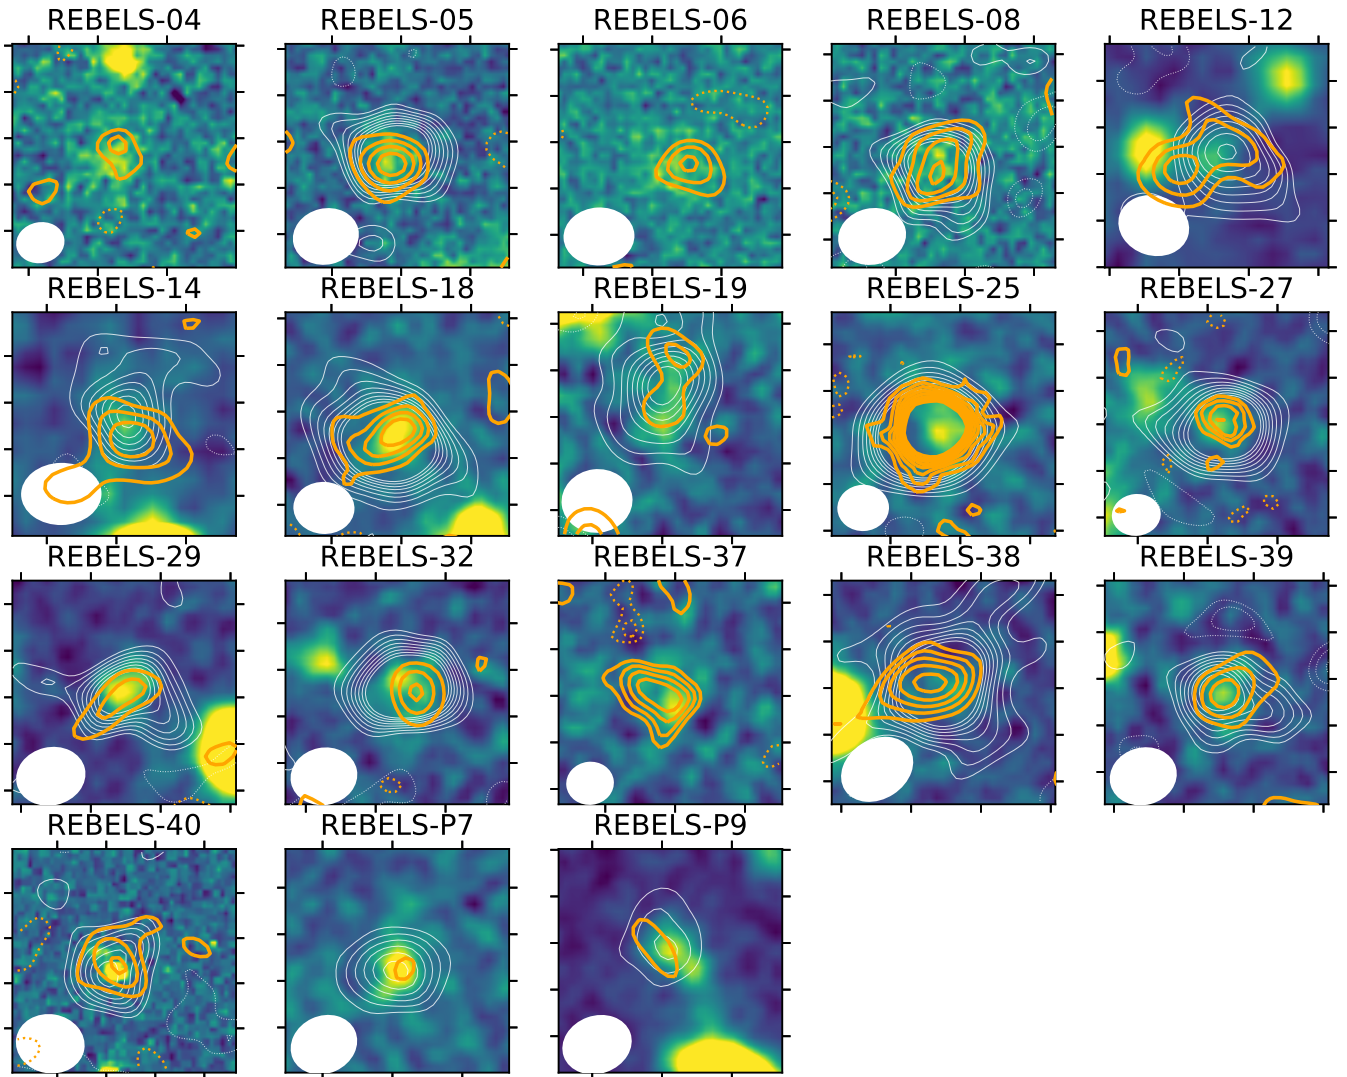 REBELS-04 REBELS-05 REBELS-06 REBELS-08 REBELS-12
REBELS-14 REBELS-18 REBELS-19 REBELS-25 REBELS-27
REBELS-29 REBELS-32 REBELS-37 REBELS-38 REBELS-39
REBELS-40 REBELS-P7 REBELS-P9